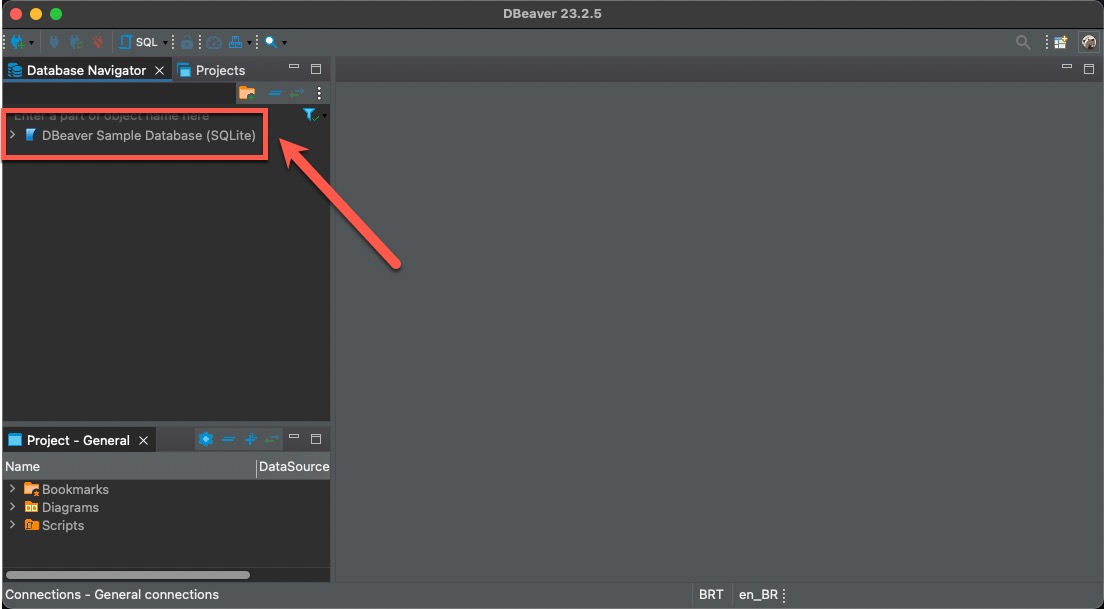 DBeaver 23.2.5
SQL
Database Navigator
Projects
Enter a part of object name here
DBeaver Sample Database (SQLite)
Project - General
Name DataSource
Bookmarks
Diagrams
Scripts
Connections - General connections BRT en_BR